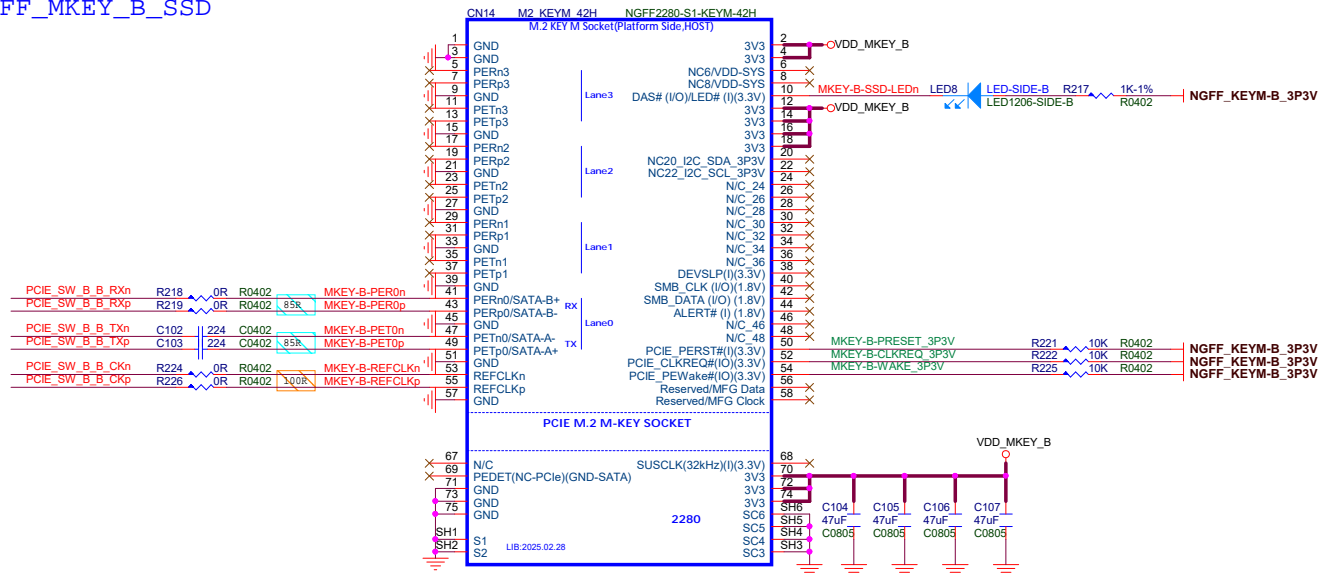 FF_MKEY_B_SSD
CN14 M2_KEYM_42H NGFF2280-S1-KEYM-42H
M.2 KEY M Socket(Platform Side,HOST)
1 GND 3V3 2 VDD_MKEY_B
3 GND 3V3 4
5 PERn3 NC6/VDD-SYS 6
7 PERp3 NC8/VDD-SYS 8
9 GND Lane3 DAS# (I/O)/LED# (I)(3.3V) 10 MKEY-B-SSD-LEDn LED8 LED-SIDE-B LED1206-SIDE-B R217 1K-1% R0402 NGFF_KEYM-B_3P3V
11 PETn3 3V3 12 VDD_MKEY_B
13 PETp3 3V3 14
15 GND 3V3 16
17 PERn2 3V3 18
19 PERp2 NC20_I2C_SDA_3P3V 20
21 GND Lane2 NC22_I2C_SCL_3P3V 22
23 PETn2 N/C_24 24
25 PETp2 N/C_26 26
27 GND N/C_28 28
29 PERn1 N/C_30 30
31 PERp1 N/C_32 32
33 GND Lane1 N/C_34 34
35 PETn1 N/C_36 36
37 PETp1 DEVSLP(I)(3.3V) 38
39 GND SMB_CLK (I/O)(1.8V) 40
PCIE_SW_B_B_RXn R218 0R R0402 MKEY-B-PER0n 41 PERn0/SATA-B+ RX SMB_DATA (I/O) (1.8V) 42
PCIE_SW_B_B_RXp R219 0R R0402 85R MKEY-B-PER0p 43 PERp0/SATA-B- ALERT# (I) (1.8V) 44
45 GND Lane0 N/C_46 46
PCIE_SW_B_B_TXn C102 224 C0402 MKEY-B-PET0n 47 PETn0/SATA-A- TX N/C_48 48
PCIE_SW_B_B_TXp C103 224 C0402 85R MKEY-B-PET0p 49 PETp0/SATA-A+ PCIE_PERST#(I)(3.3V) 50 MKEY-B-PRESET_3P3V R221 10K R0402 NGFF_KEYM-B_3P3V
51 GND PCIE_CLKREQ#(IO)(3.3V) 52 MKEY-B-CLKREQ_3P3V R222 10K R0402 NGFF_KEYM-B_3P3V
PCIE_SW_B_B_CKn R224 0R R0402 MKEY-B-REFCLKn 53 REFCLKn PCIE_PEWake#(IO)(3.3V) 54 MKEY-B-WAKE_3P3V R225 10K R0402 NGFF_KEYM-B_3P3V
PCIE_SW_B_B_CKp R226 0R R0402 100R MKEY-B-REFCLKp 55 REFCLKp Reserved/MFG Data 56
57 GND Reserved/MFG Clock 58
PCIE M.2 M-KEY SOCKET
VDD_MKEY_B
67 N/C SUSCLK(32kHz)(I)(3.3V) 68
69 PEDET(NC-PCIe)(GND-SATA) 3V3 70
71 GND 3V3 72
73 GND 3V3 74
75 GND SC6 SH6
2280 SC5 SH5
SH1 S1 SC4 SH4
SH2 S2 LIB:2025.02.28 SC3 SH3
C104 C105 C106 C107
47uF 47uF 47uF 47uF
C0805 C0805 C0805 C0805